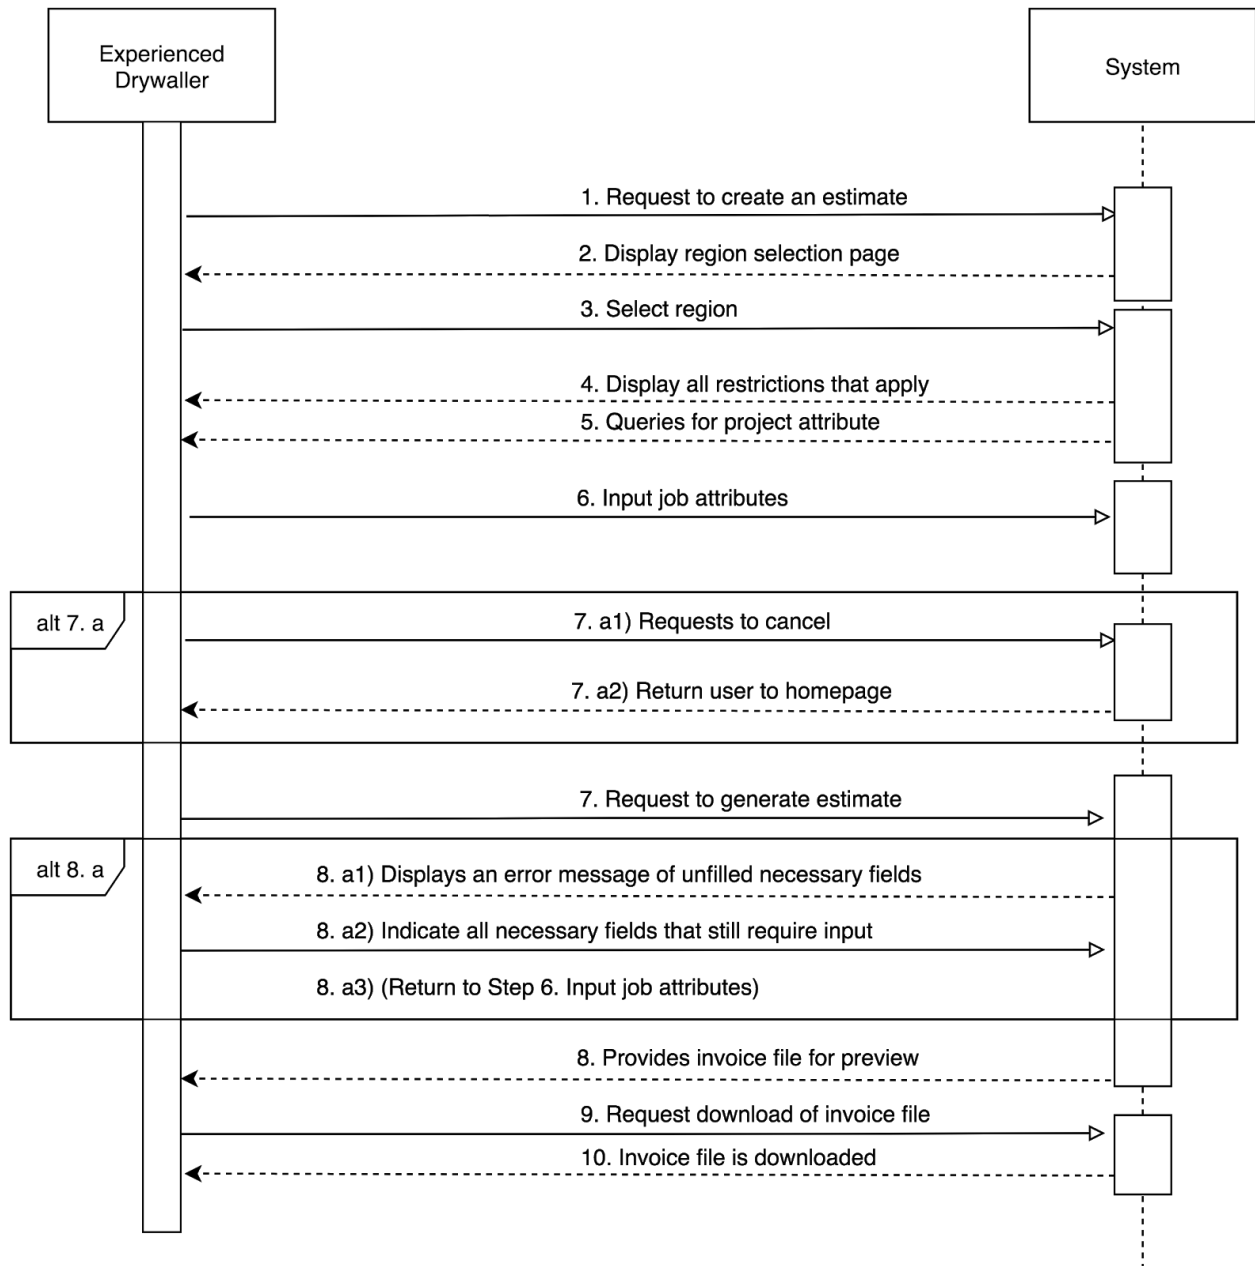 Experienced
Drywaller
System
1. Request to create an estimate
2. Display region selection page
3. Select region
4. Display all restrictions that apply
5. Queries for project attribute
6. Input job attributes
alt 7. a
7. a1) Requests to cancel
7. a2) Return user to homepage
7. Request to generate estimate
alt 8. a
8. a1) Displays an error message of unfilled necessary fields
8. a2) Indicate all necessary fields that still require input
8. a3) (Return to Step 6. Input job attributes)
8. Provides invoice file for preview
9. Request download of invoice file
10. Invoice file is downloaded